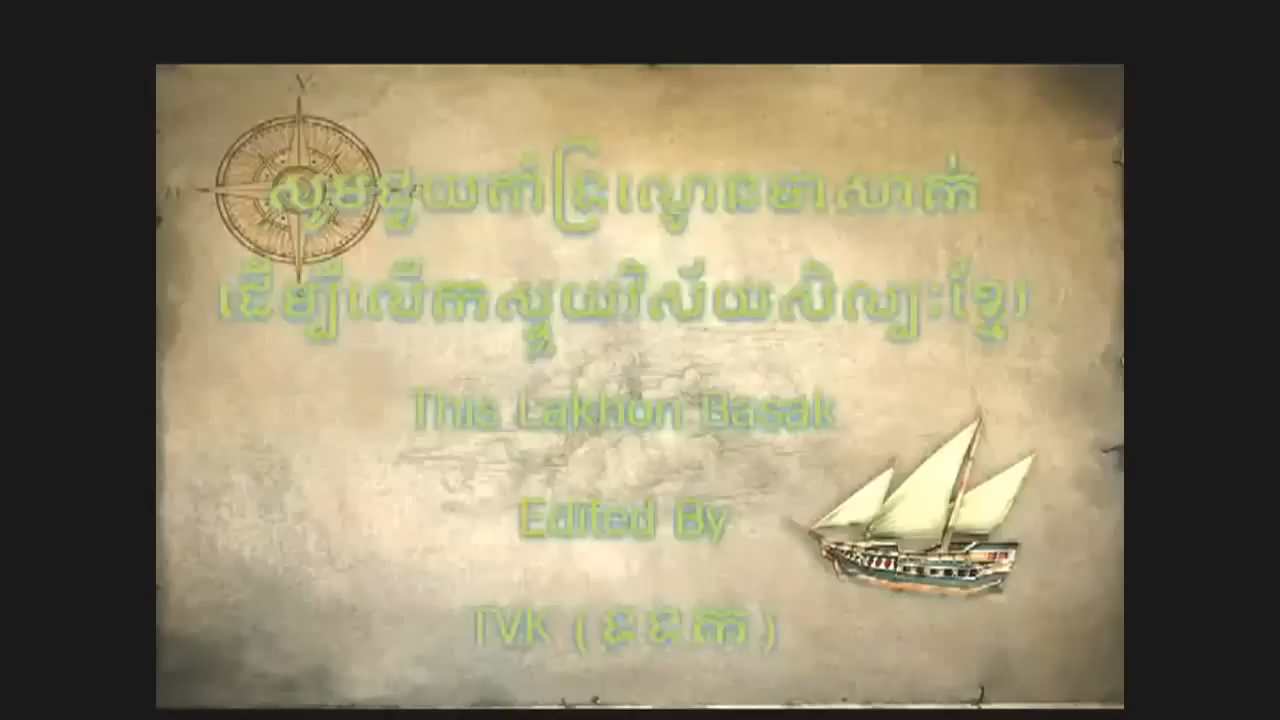 សូមជួយគាំទ្រល្ខោនបាសាក់
ដើម្បីលើកស្ទួយវិស័យសិល្បៈខ្មែរ
This Lakhon Basak
Edited By
TVK